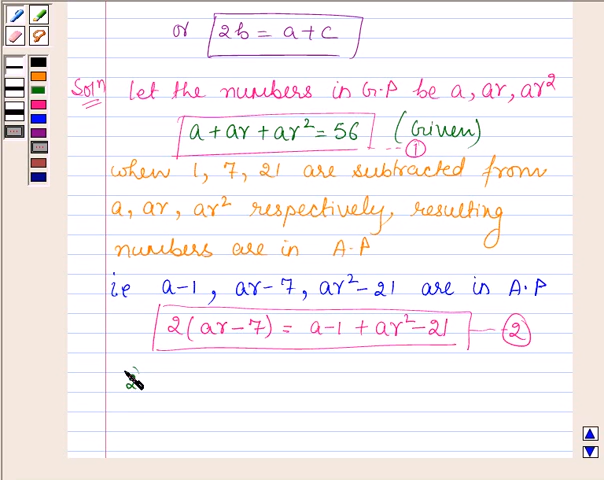 or 2b = a+c
Soln let the numbers in G.P be a, ar, ar²
a + ar + ar² = 56 (Given)
--- ①
when 1, 7, 21 are subtracted from
a, ar, ar² respectively, resulting
numbers are in A.P
ie a-1, ar-7, ar²-21 are in A.P
2(ar-7) = a-1 + ar²-21 — ②